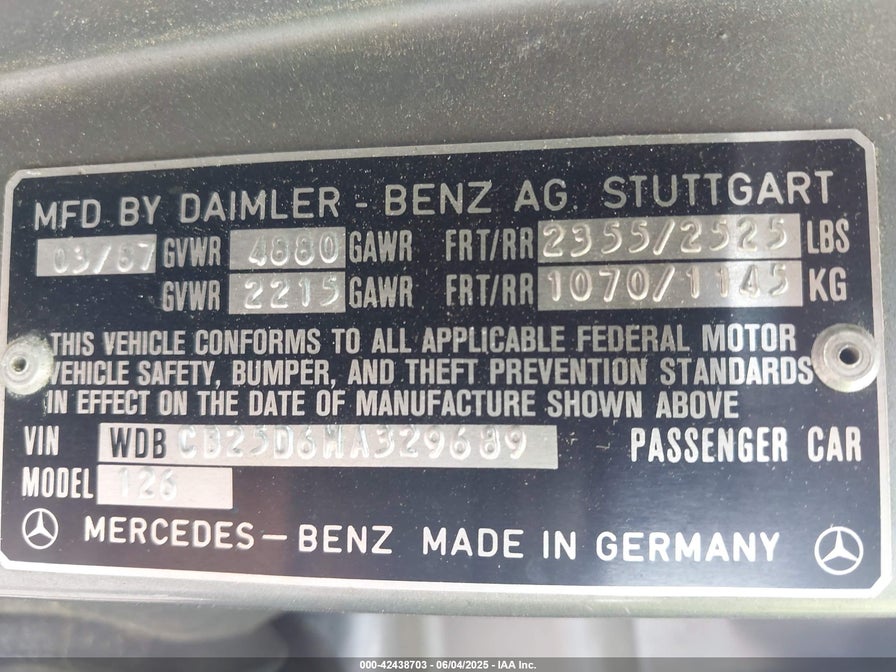 MFD BY DAIMLER - BENZ AG. STUTTGART
03/87 GVWR 4880 GAWR FRT/RR 2355/2525 LBS
GVWR 2215 GAWR FRT/RR 1070/1145 KG
THIS VEHICLE CONFORMS TO ALL APPLICABLE FEDERAL MOTOR
VEHICLE SAFETY, BUMPER, AND THEFT PREVENTION STANDARDS
IN EFFECT ON THE DATE OF MANUFACTURE SHOWN ABOVE
VIN WDB CB25D6HA329689 PASSENGER CAR
MODEL 126
MERCEDES-BENZ MADE IN GERMANY
000-42438703 - 06/04/2025 - IAA Inc.